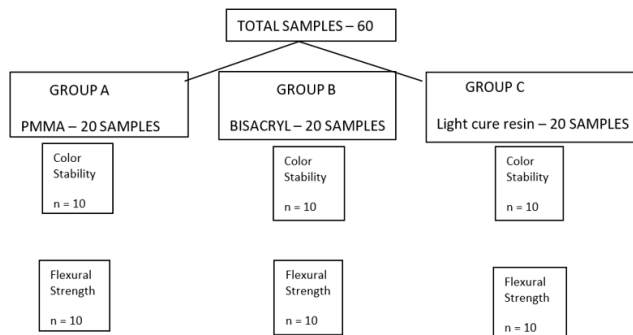 TOTAL SAMPLES – 60
GROUP A
PMMA – 20 SAMPLES
GROUP B
BISACRYL – 20 SAMPLES
GROUP C
Light cure resin – 20 SAMPLES
Color
Stability
n = 10
Color
Stability
n = 10
Color
Stability
n = 10
Flexural
Strength
n = 10
Flexural
Strength
n = 10
Flexural
Strength
n = 10